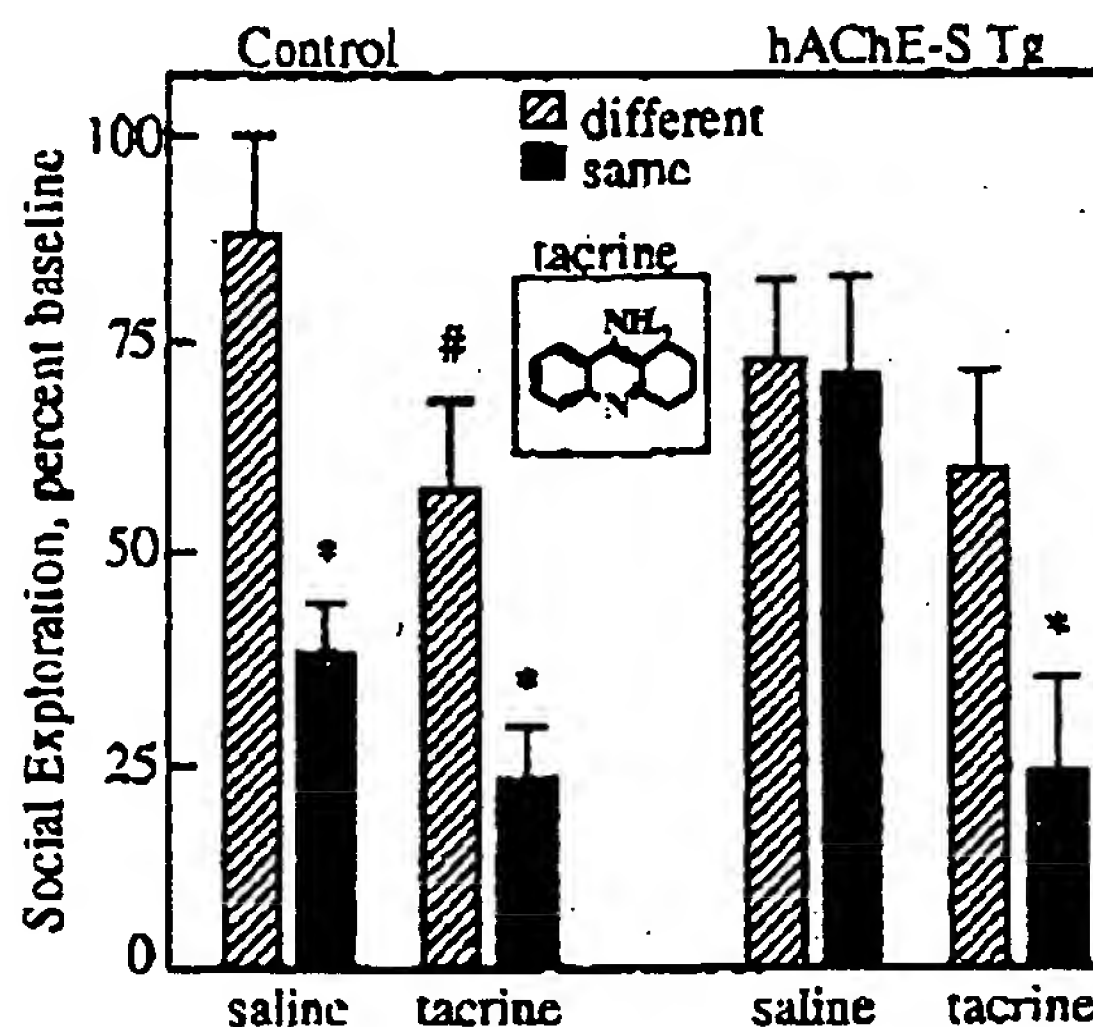 Control hAChE-S Tg
different
same
Social Exploration, percent baseline
100
75
50
25
0
tacrine
NH2
N
#
*
*
*
saline tacrine saline tacrine